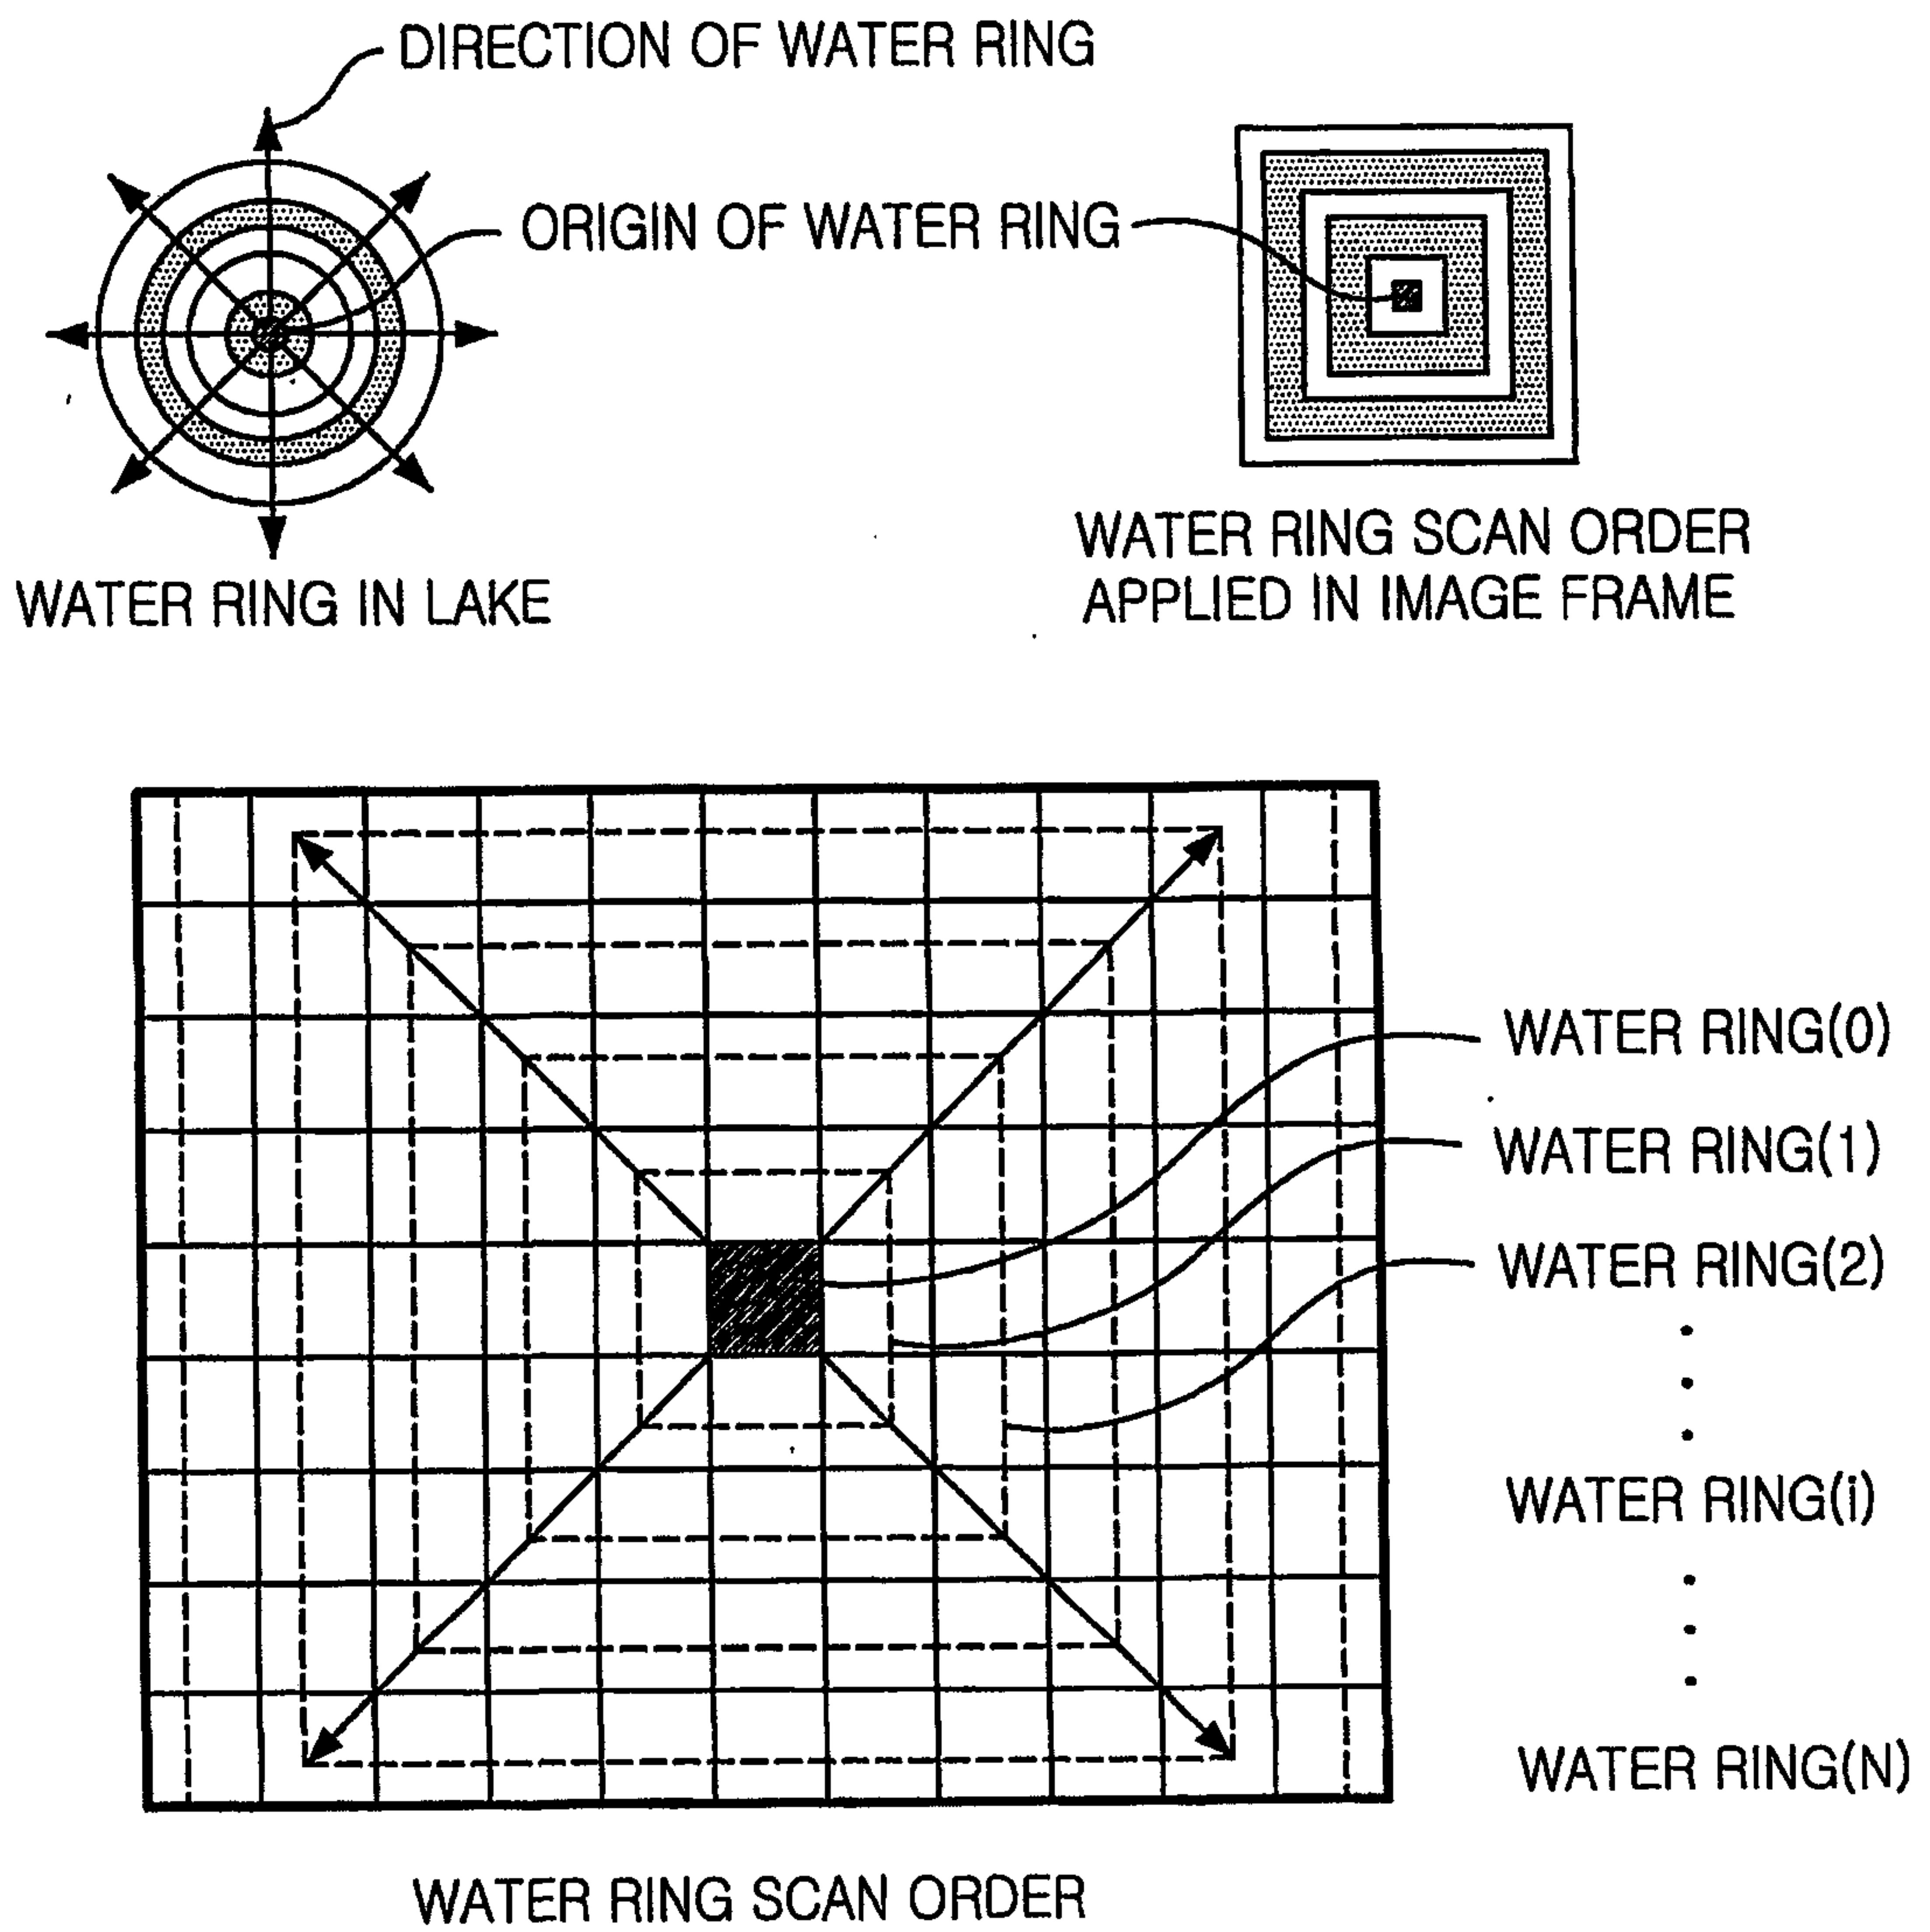 DIRECTION OF WATER RING
ORIGIN OF WATER RING
WATER RING IN LAKE
WATER RING SCAN ORDER
APPLIED IN IMAGE FRAME
WATER RING(0)
WATER RING(1)
WATER RING(2)
WATER RING(i)
WATER RING(N)
WATER RING SCAN ORDER